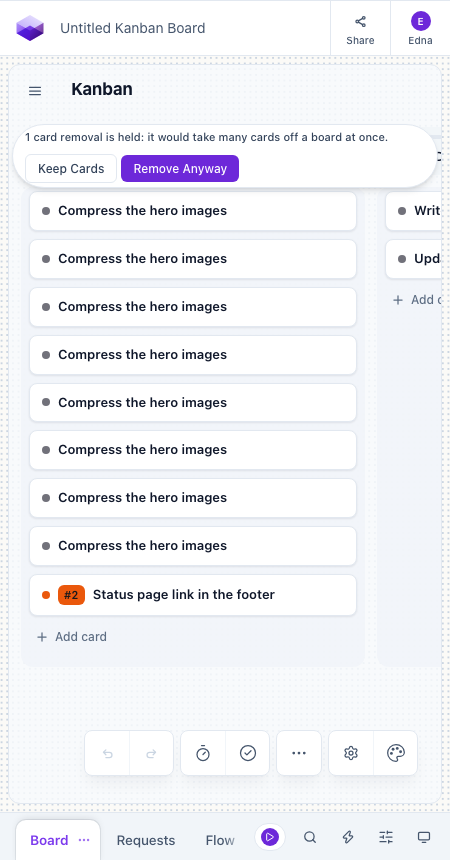 Untitled Kanban Board
Share
E
Edna
Kanban
1 card removal is held: it would take many cards off a board at once.
Keep Cards
Remove Anyway
Compress the hero images
Compress the hero images
Compress the hero images
Compress the hero images
Compress the hero images
Compress the hero images
Compress the hero images
Compress the hero images
#2 Status page link in the footer
Add card
Writ
Upd
Add c
Board
Requests
Flow